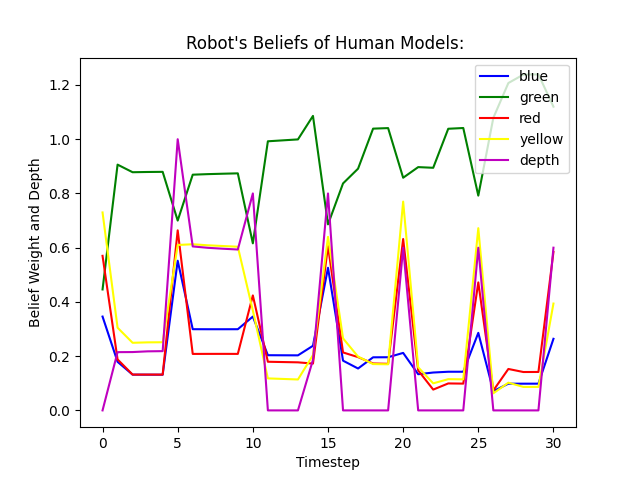 Robot's Beliefs of Human Models:
blue
green
red
yellow
depth
Belief Weight and Depth
1.2
1.0
0.8
0.6
0.4
0.2
0.0
0 5 10 15 20 25 30
Timestep